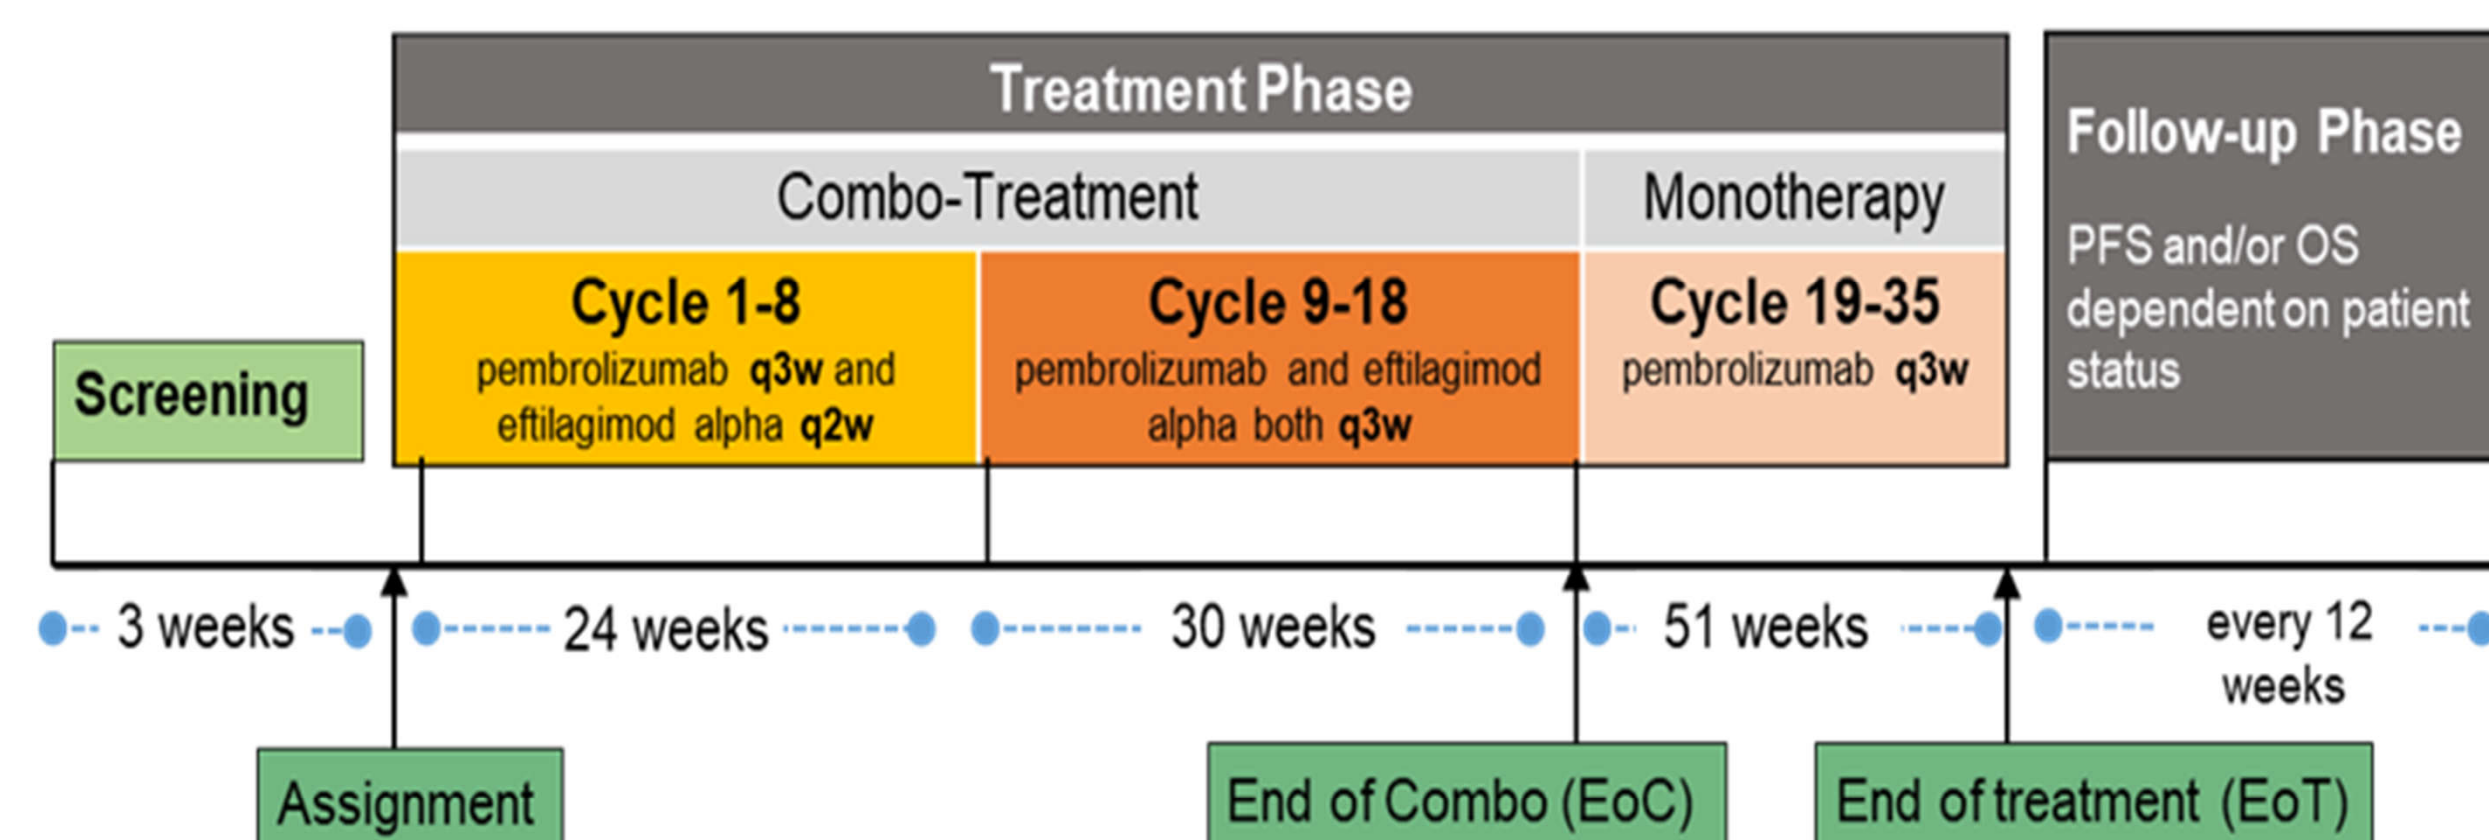 Treatment Phase
Combo-Treatment
Monotherapy
Cycle 1-8
pembrolizumab q3w and
eftilagimod alpha q2w
Cycle 9-18
pembrolizumab and eftilagimod
alpha both q3w
Cycle 19-35
pembrolizumab q3w
Follow-up Phase
PFS and/or OS
dependent on patient
status
Screening
3 weeks
24 weeks
30 weeks
51 weeks
every 12
weeks
Assignment
End of Combo (EoC)
End of treatment (EoT)